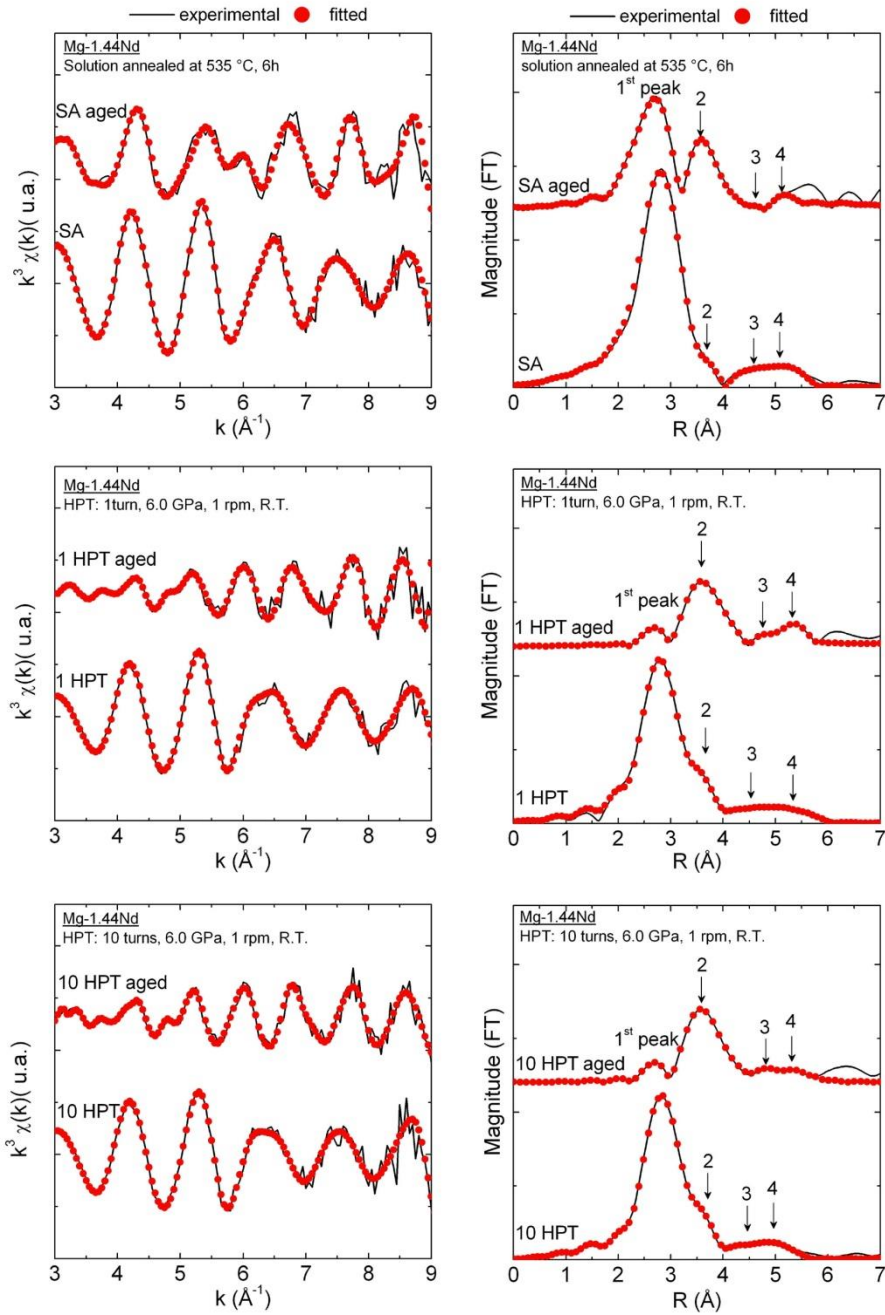 experimental fitted
experimental fitted
Mg-1.44Nd
Solution annealed at 535 °C, 6h
SA aged
SA
k³ χ(k)( u.a.)
3 4 5 6 7 8 9
k (Å⁻¹)
Mg-1.44Nd
solution annealed at 535 °C, 6h
1ˢᵗ peak
2
3
4
SA aged
2
3
4
SA
Magnitude (FT)
0 1 2 3 4 5 6 7
R (Å)
Mg-1.44Nd
HPT: 1turn, 6.0 GPa, 1 rpm, R.T.
1 HPT aged
1 HPT
k³ χ(k)( u.a.)
3 4 5 6 7 8 9
k (Å⁻¹)
Mg-1.44Nd
HPT: 1turn, 6.0 GPa, 1 rpm, R.T.
2
1ˢᵗ peak
3
4
1 HPT aged
2
3
4
1 HPT
Magnitude (FT)
0 1 2 3 4 5 6 7
R (Å)
Mg-1.44Nd
HPT: 10 turns, 6.0 GPa, 1 rpm, R.T.
10 HPT aged
10 HPT
k³ χ(k)( u.a.)
3 4 5 6 7 8 9
k (Å⁻¹)
Mg-1.44Nd
HPT: 10 turns, 6.0 GPa, 1 rpm, R.T.
2
1ˢᵗ peak
3
4
10 HPT aged
2
3
4
10 HPT
Magnitude (FT)
0 1 2 3 4 5 6 7
R (Å)